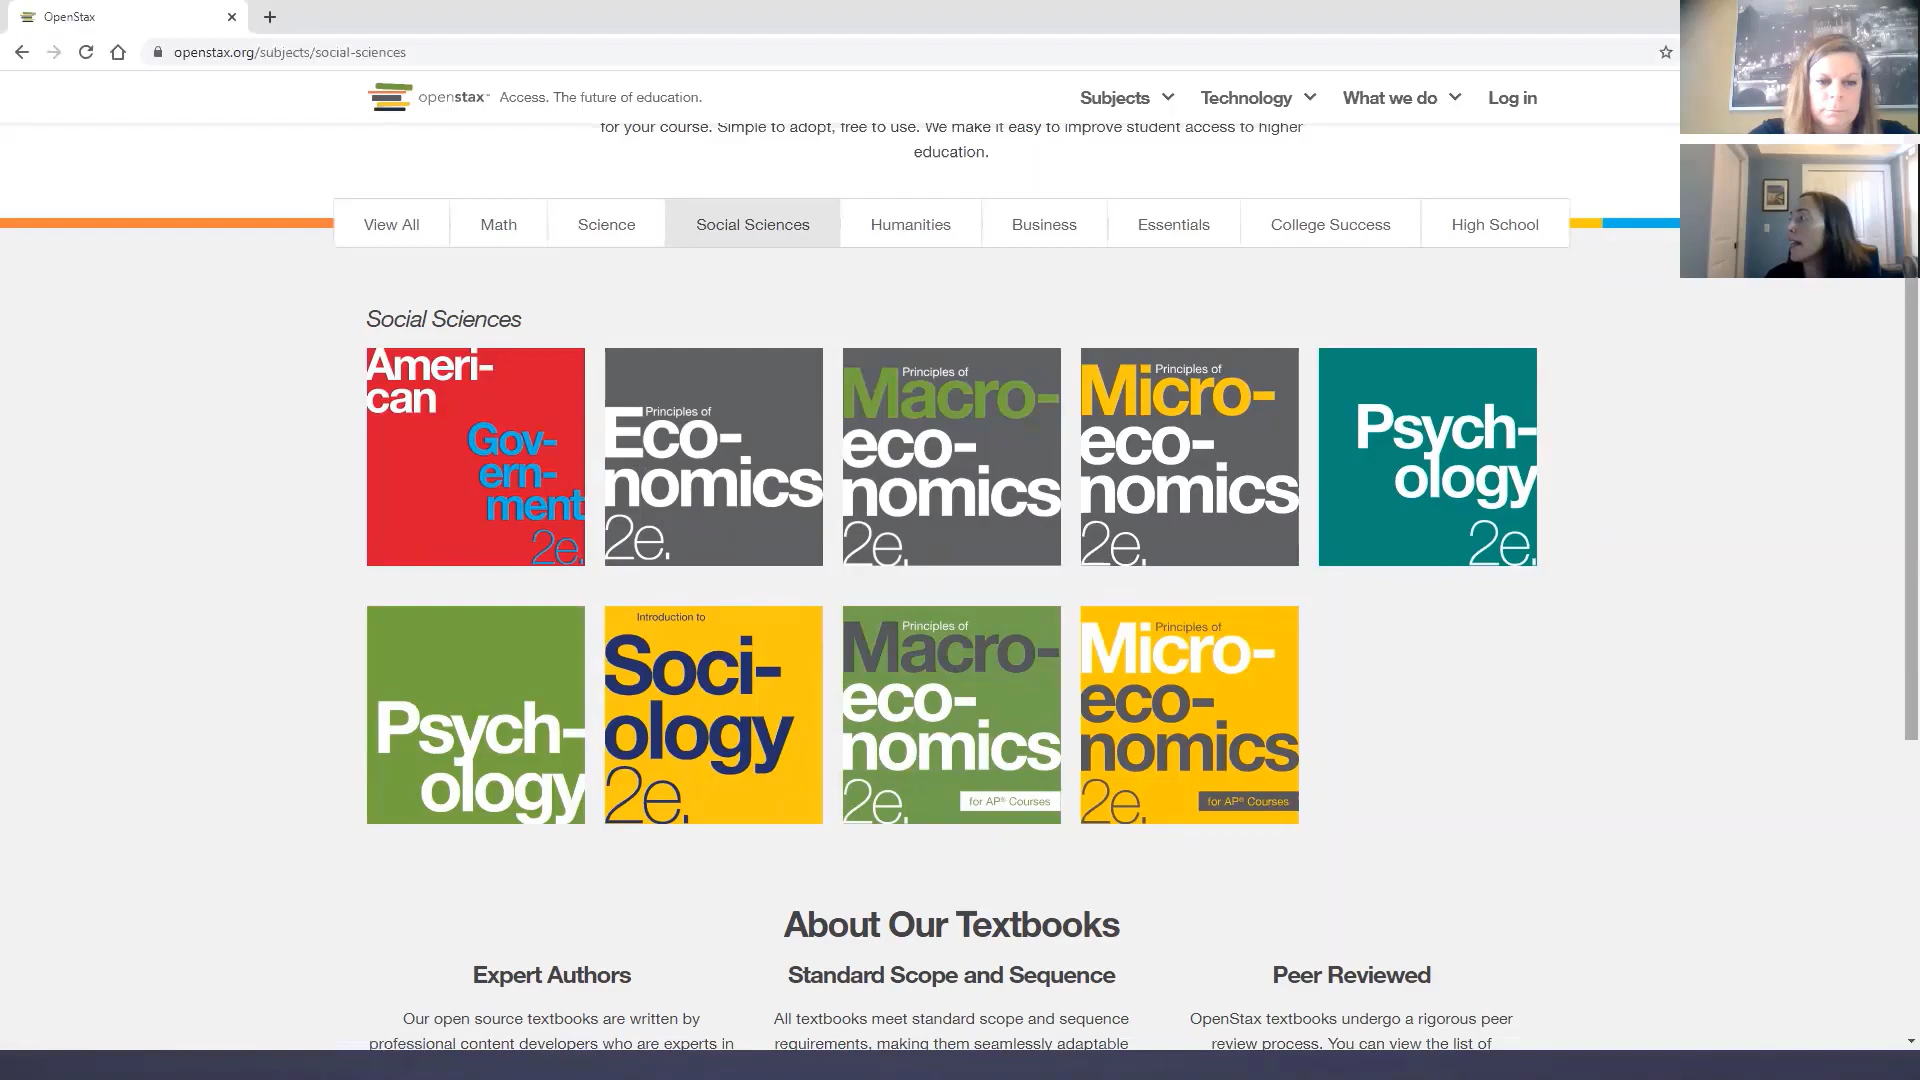 OpenStax
openstax.org/subjects/social-sciences
openstax™ Access. The future of education.
Subjects
Technology
What we do
Log in
for your course. Simple to adopt, free to use. We make it easy to improve student access to higher
education.
View All
Math
Science
Social Sciences
Humanities
Business
Essentials
College Success
High School
Social Sciences
Ameri-
can
Gov-
ern-
ment
2e.
Principles of
Eco-
nomics
2e.
Principles of
Macro-
eco-
nomics
2e.
Principles of
Micro-
eco-
nomics
2e.
Psych-
ology
2e.
Psych-
ology
Introduction to
Soci-
ology
2e.
Principles of
Macro-
eco-
nomics
2e.
for AP® Courses
Principles of
Micro-
eco-
nomics
2e.
for AP® Courses
About Our Textbooks
Expert Authors
Our open source textbooks are written by
professional content developers who are experts in
Standard Scope and Sequence
All textbooks meet standard scope and sequence
requirements, making them seamlessly adaptable
Peer Reviewed
OpenStax textbooks undergo a rigorous peer
review process. You can view the list of